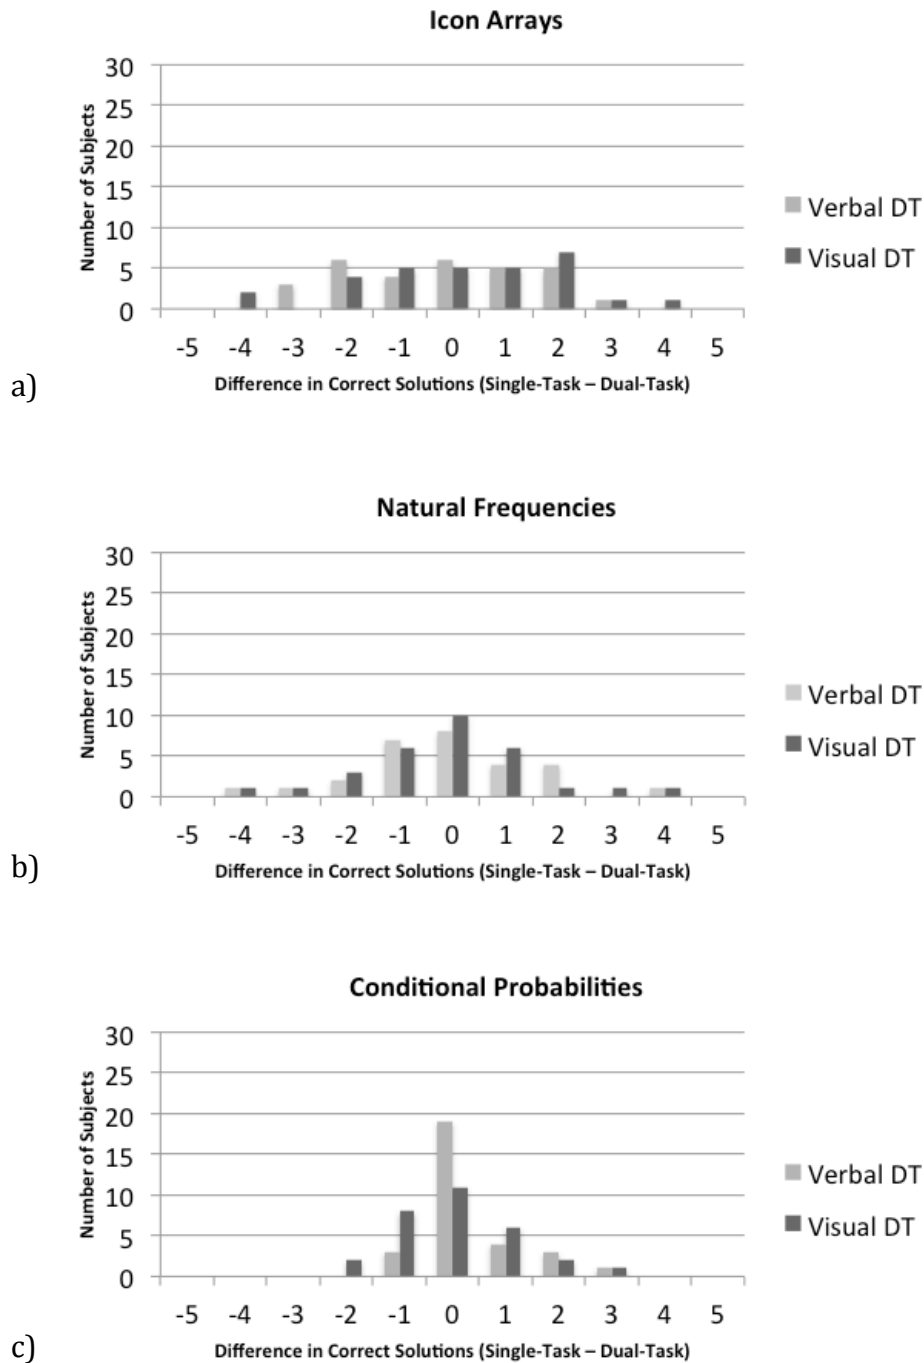 Icon Arrays
Number of Subjects
30
25
20
15
10
5
0
-5 -4 -3 -2 -1 0 1 2 3 4 5
Difference in Correct Solutions (Single-Task – Dual-Task)
Verbal DT
Visual DT
a)
Natural Frequencies
Number of Subjects
30
25
20
15
10
5
0
-5 -4 -3 -2 -1 0 1 2 3 4 5
Difference in Correct Solutions (Single-Task – Dual-Task)
Verbal DT
Visual DT
b)
Conditional Probabilities
Number of Subjects
30
25
20
15
10
5
0
-5 -4 -3 -2 -1 0 1 2 3 4 5
Difference in Correct Solutions (Single-Task – Dual-Task)
Verbal DT
Visual DT
c)